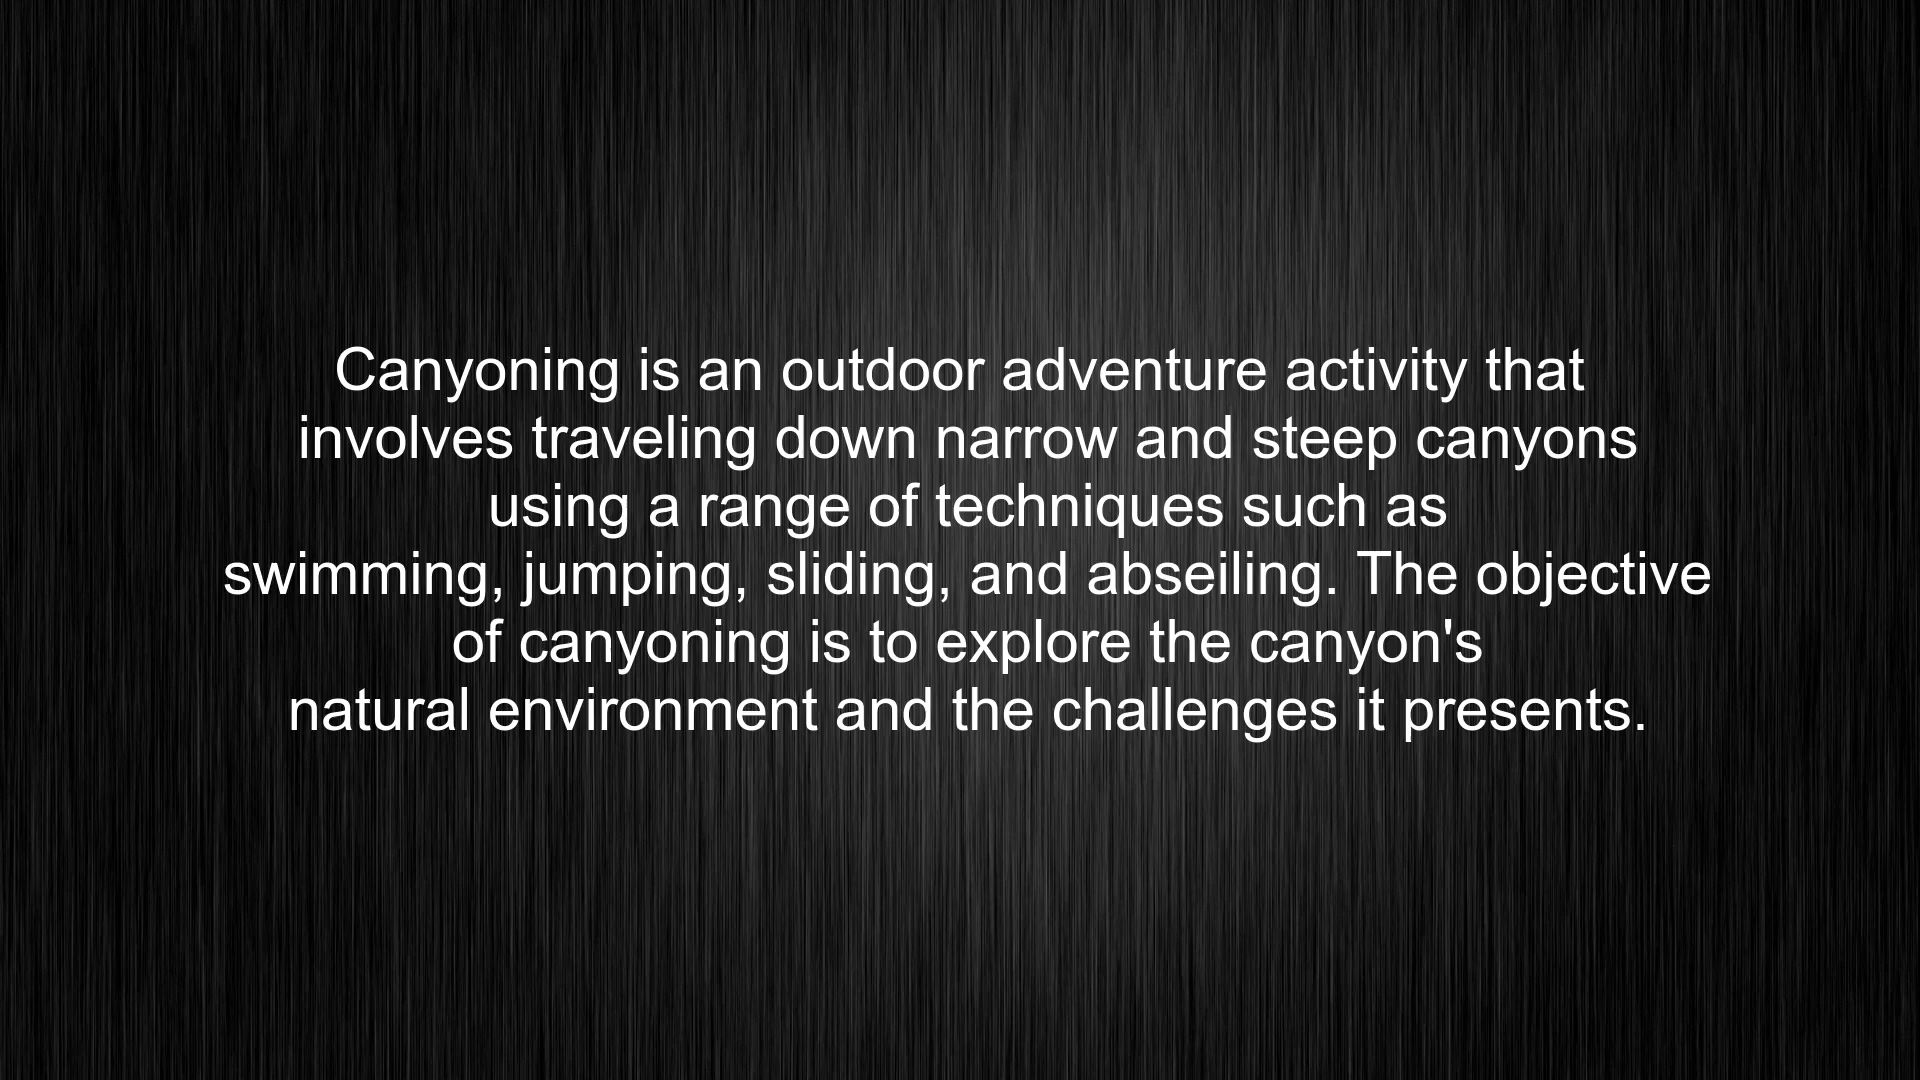 Canyoning is an outdoor adventure activity that
involves traveling down narrow and steep canyons
using a range of techniques such as
swimming, jumping, sliding, and abseiling. The objective
of canyoning is to explore the canyon's
natural environment and the challenges it presents.